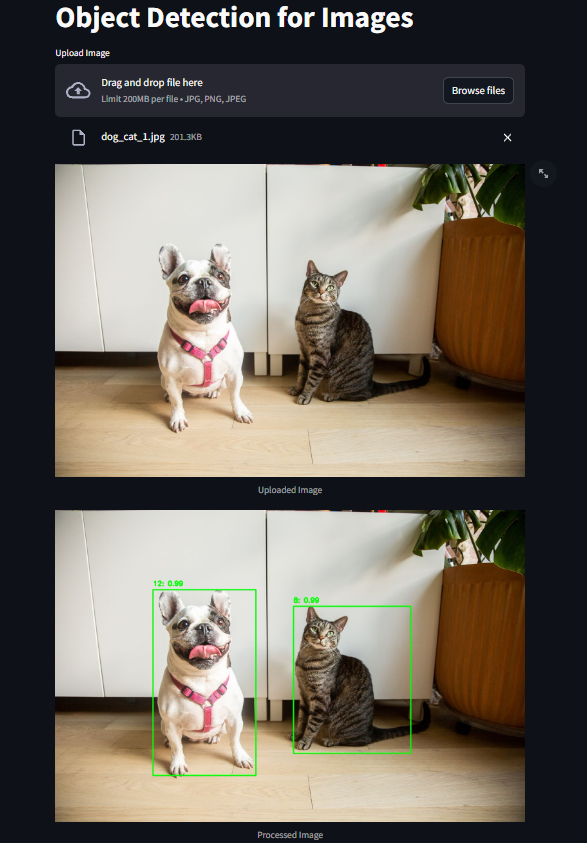 Object Detection for Images
Upload Image
Drag and drop file here
Limit 200MB per file • JPG, PNG, JPEG
Browse files
dog_cat_1.jpg 201.3KB
Uploaded Image
12: 0.99
8: 0.99
Processed Image